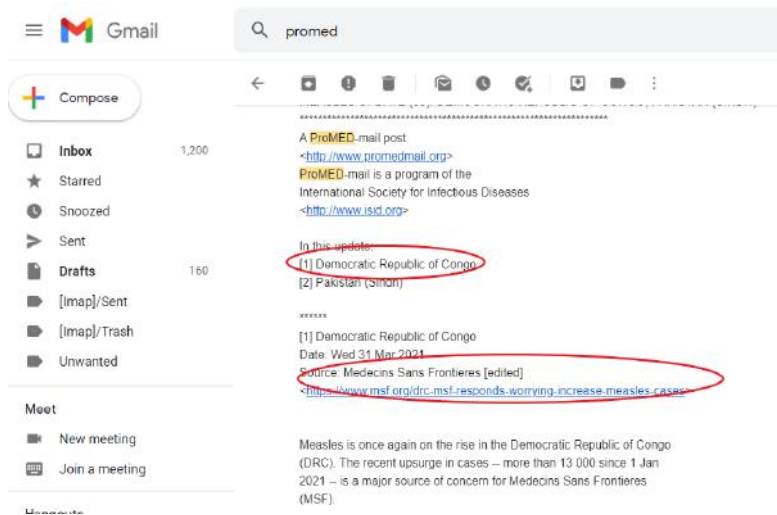 Gmail
promed
Compose
Inbox 1,200
Starred
Snoozed
Sent
Drafts 160
[Imap]/Sent
[Imap]/Trash
Unwanted
Meet
New meeting
Join a meeting
Hangouts
*****************************************************************************
A ProMED-mail post
<http://www.promedmail.org>
ProMED-mail is a program of the
International Society for Infectious Diseases
<http://www.isid.org>
In this update:
[1] Democratic Republic of Congo
[2] Pakistan (Sindh)
******
[1] Democratic Republic of Congo
Date: Wed 31 Mar 2021
Source: Medecins Sans Frontieres [edited]
<https://www.msf.org/drc-msf-responds-worrying-increase-measles-cases>
Measles is once again on the rise in the Democratic Republic of Congo
(DRC). The recent upsurge in cases -- more than 13 000 since 1 Jan
2021 -- is a major source of concern for Medecins Sans Frontieres
(MSF).